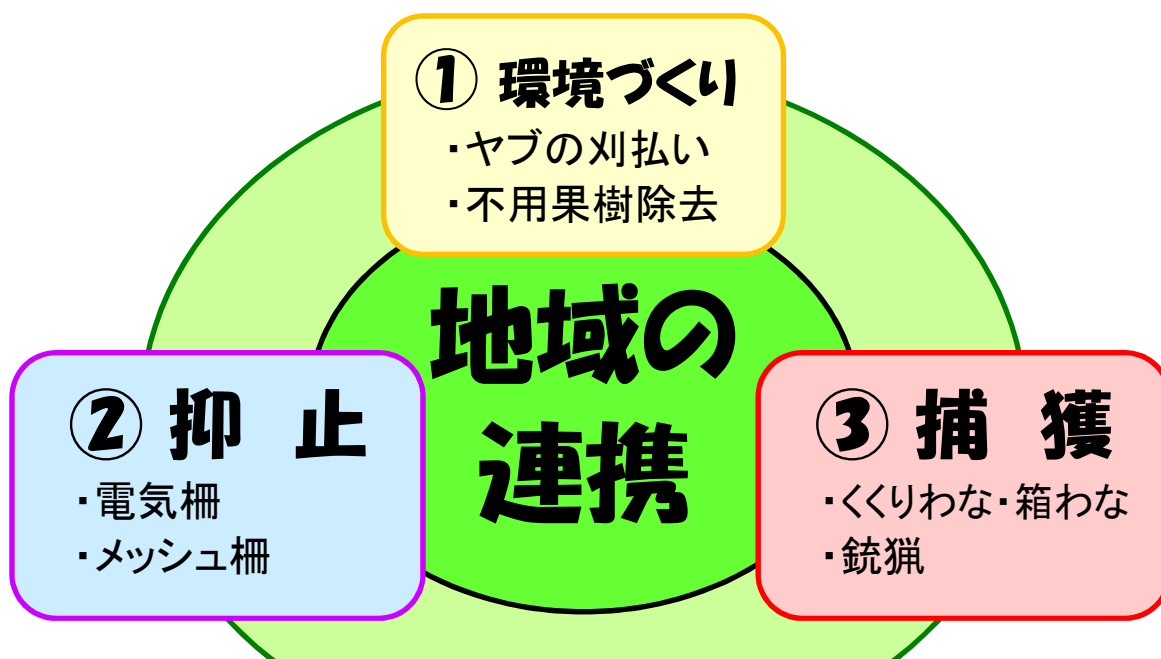 ① 環境づくり
・ヤブの刈払い
・不用果樹除去
地域の
連携
② 抑 止
・電気柵
・メッシュ柵
③ 捕 獲
・くくりわな・箱わな
・銃猟